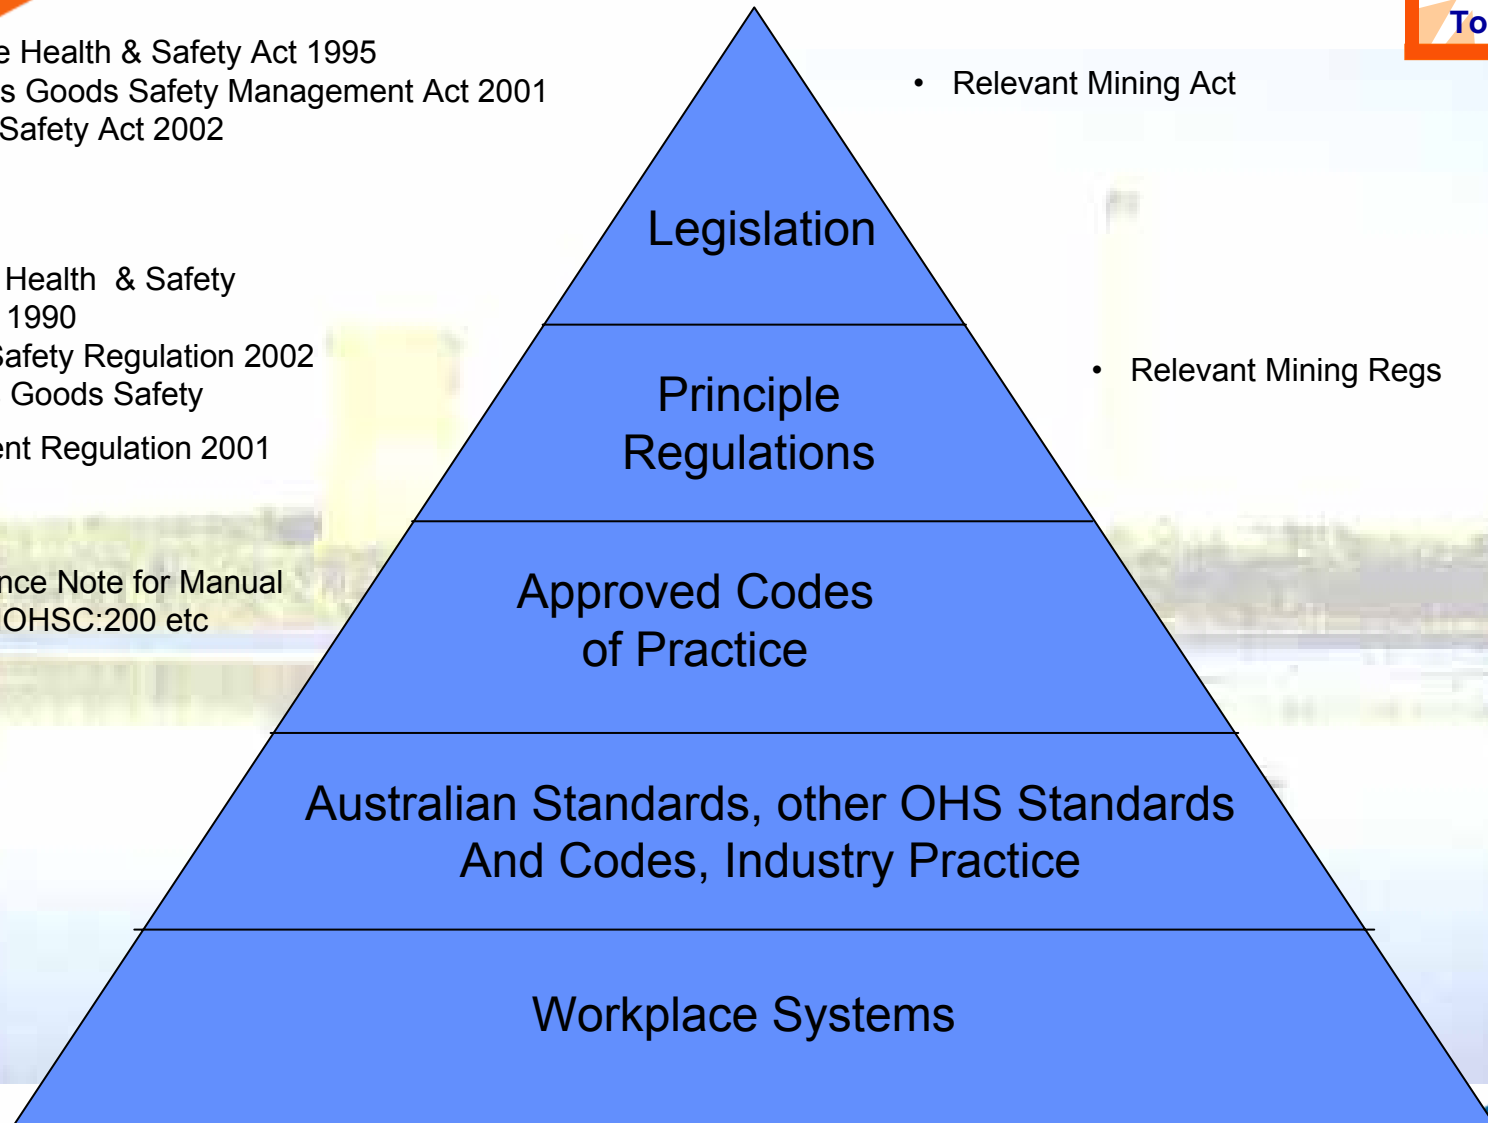 To
e Health & Safety Act 1995
s Goods Safety Management Act 2001
Safety Act 2002
• Relevant Mining Act
Legislation
Health & Safety
1990
Safety Regulation 2002
Goods Safety
ent Regulation 2001
• Relevant Mining Regs
Principle
Regulations
nce Note for Manual
OHSC:200 etc
Approved Codes
of Practice
Australian Standards, other OHS Standards
And Codes, Industry Practice
Workplace Systems